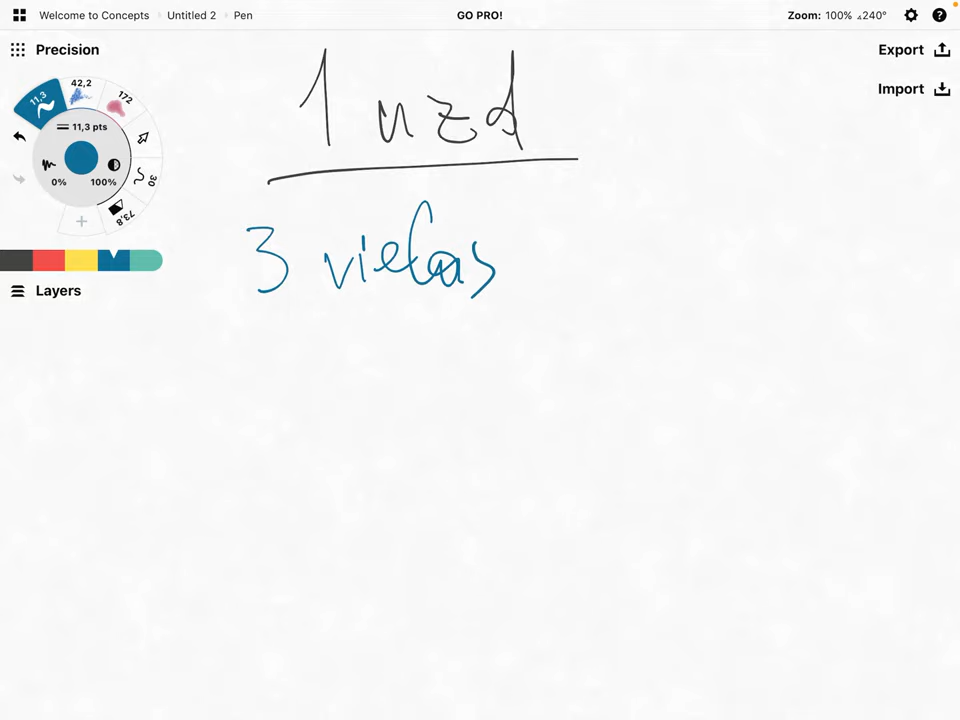 Welcome to Concepts › Untitled 2 › Pen GO PRO! Zoom: 100% ⊿240°
Precision Export
Import
11,3 42,2 172
11,3 pts
0% 100% 30
73,8
Layers
1 uzd
3 vielas